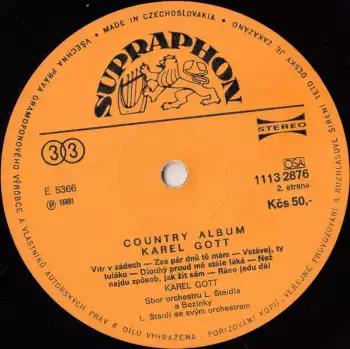 MADE IN CZECHOSLOVAKIA
VŠECHNA PRÁVA GRAMOFONOVÉHO VÝROBCE A VLASTNÍKŮ AUTORSKÝCH PRÁV K DÍLU VYHRAZENA - POŘIZOVÁNÍ KOPIÍ - VEŘEJNÉ PROVOZOVÁNÍ A ROZHLASOVÉ ŠÍŘENÍ TÉTO DESKY JE ZAKÁZÁNO
SUPRAPHON
33
STEREO
E 5366
Ⓟ 1981
OSA
1113 2876
2. strana
Kčs 50,-
COUNTRY ALBUM
KAREL GOTT
Vítr v zádech — Zas pár dnů tě mám — Vstávej, ty
tuláku — Dlouhý proud mě stále láká — Než
najdu způsob, jak žít sám — Ráno jedu dál
KAREL GOTT
Sbor orchestru L. Štaidla
a Bezinky
L. Štaidl se svým orchestrem